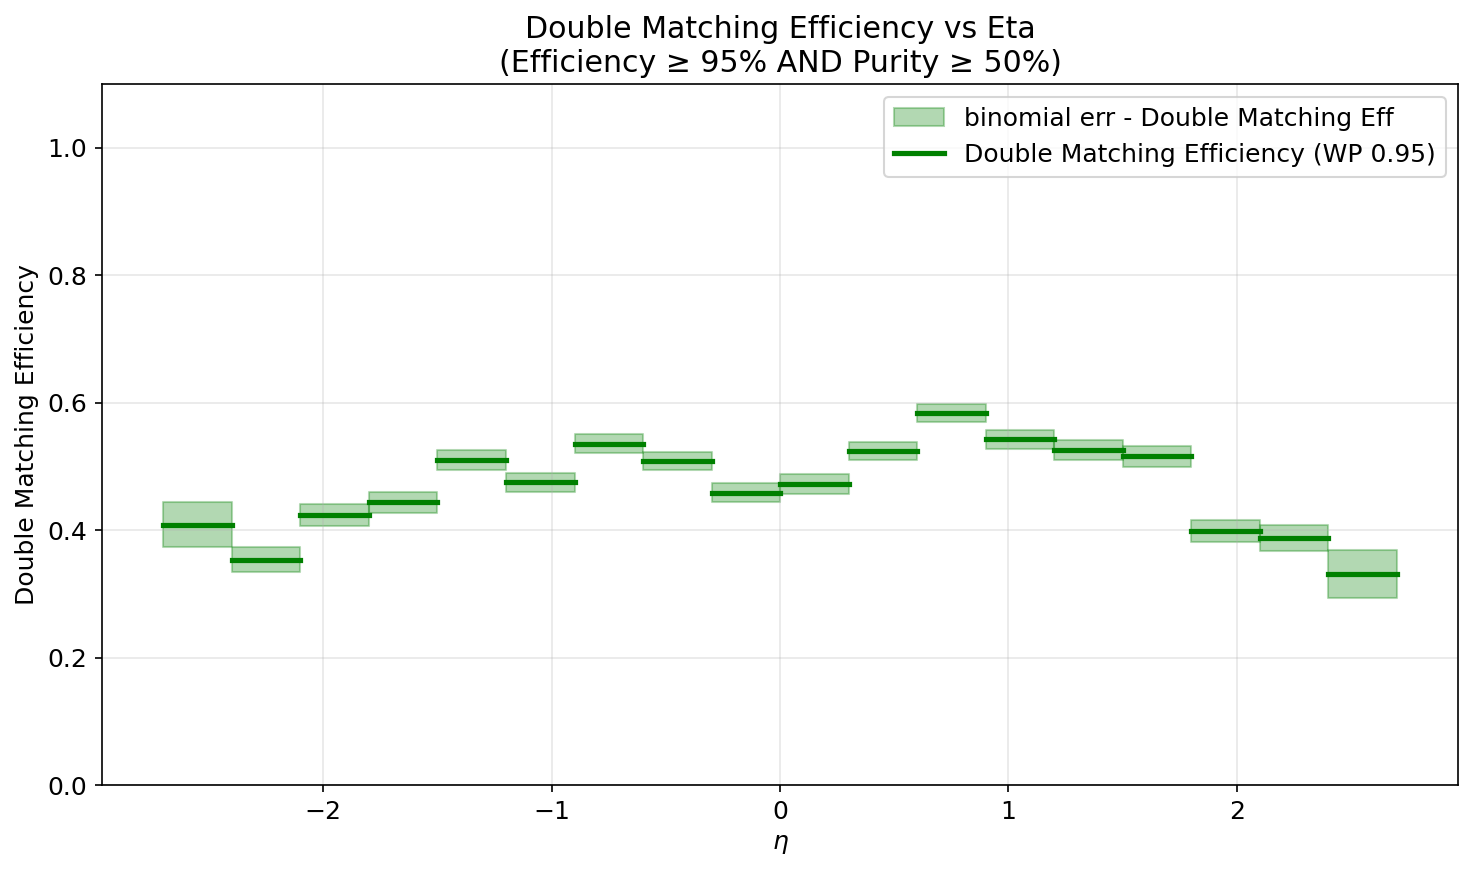 Double Matching Efficiency vs Eta
(Efficiency ≥ 95% AND Purity ≥ 50%)
binomial err - Double Matching Eff
Double Matching Efficiency (WP 0.95)
Double Matching Efficiency
1.0
0.8
0.6
0.4
0.2
0.0
−2
−1
0
1
2
η